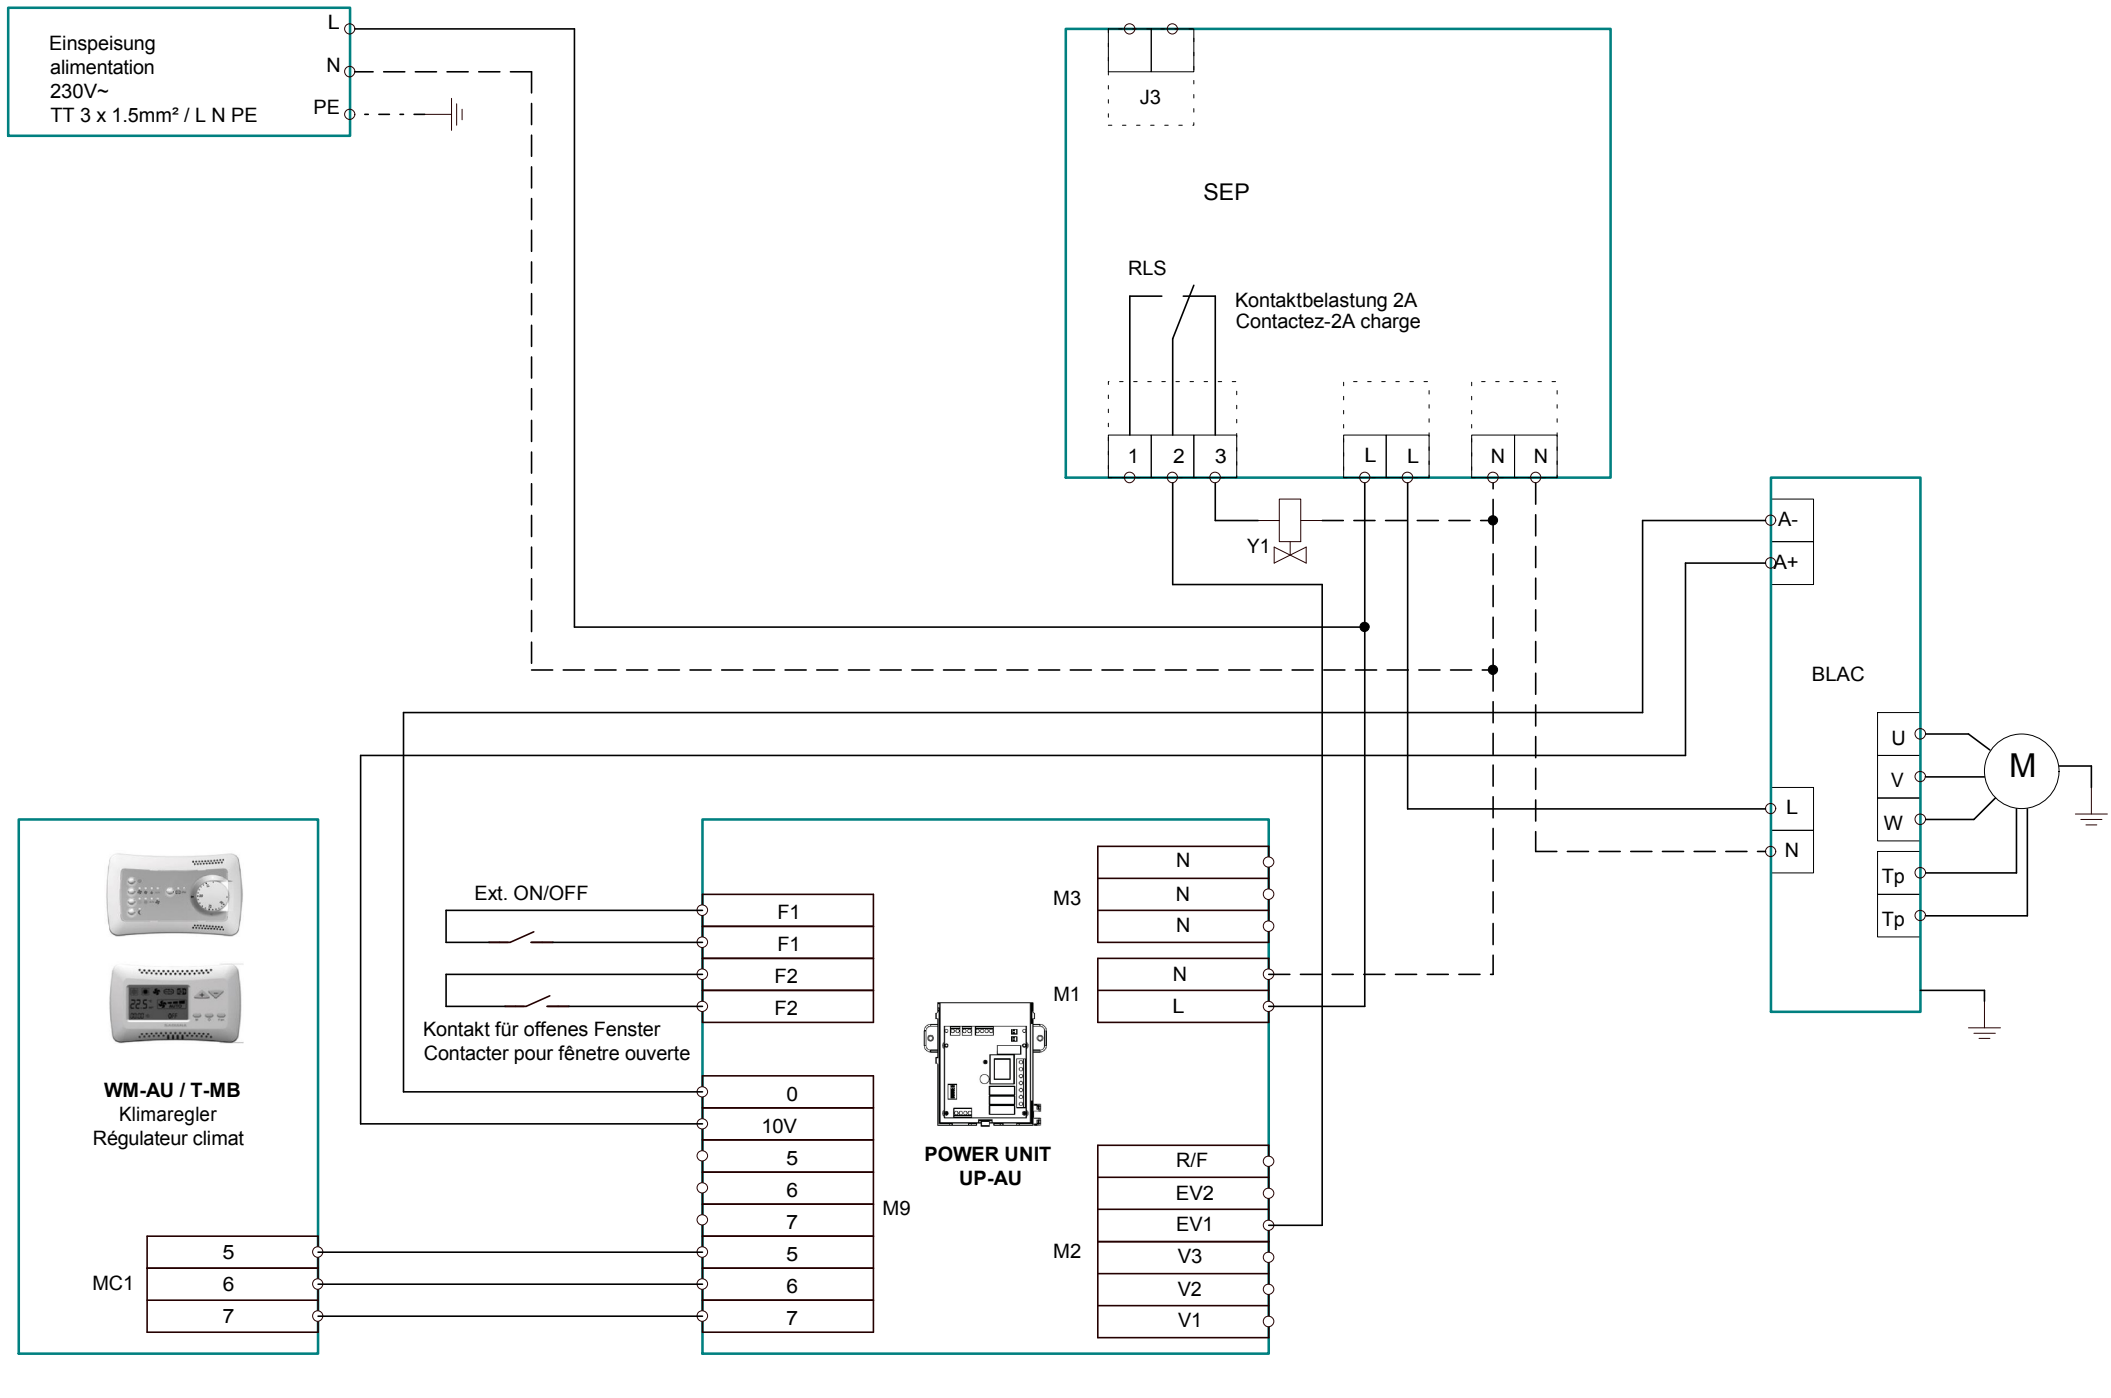 Einspeisung
alimentation
230V~
TT 3 x 1.5mm² / L N PE
L
N
PE
J3
SEP
RLS
Kontaktbelastung 2A
Contactez-2A charge
1 2 3 L L N N
Y1
A-
A+
BLAC
U
V
W
Tp
Tp
L
N
M
WM-AU / T-MB
Klimaregler
Régulateur climat
MC1
5
6
7
Ext. ON/OFF
Kontakt für offenes Fenster
Contacter pour fênetre ouverte
F1
F1
F2
F2
0
10V
5
6
7
5
6
7
M9
POWER UNIT
UP-AU
M3
N
N
N
M1
N
L
M2
R/F
EV2
EV1
V3
V2
V1